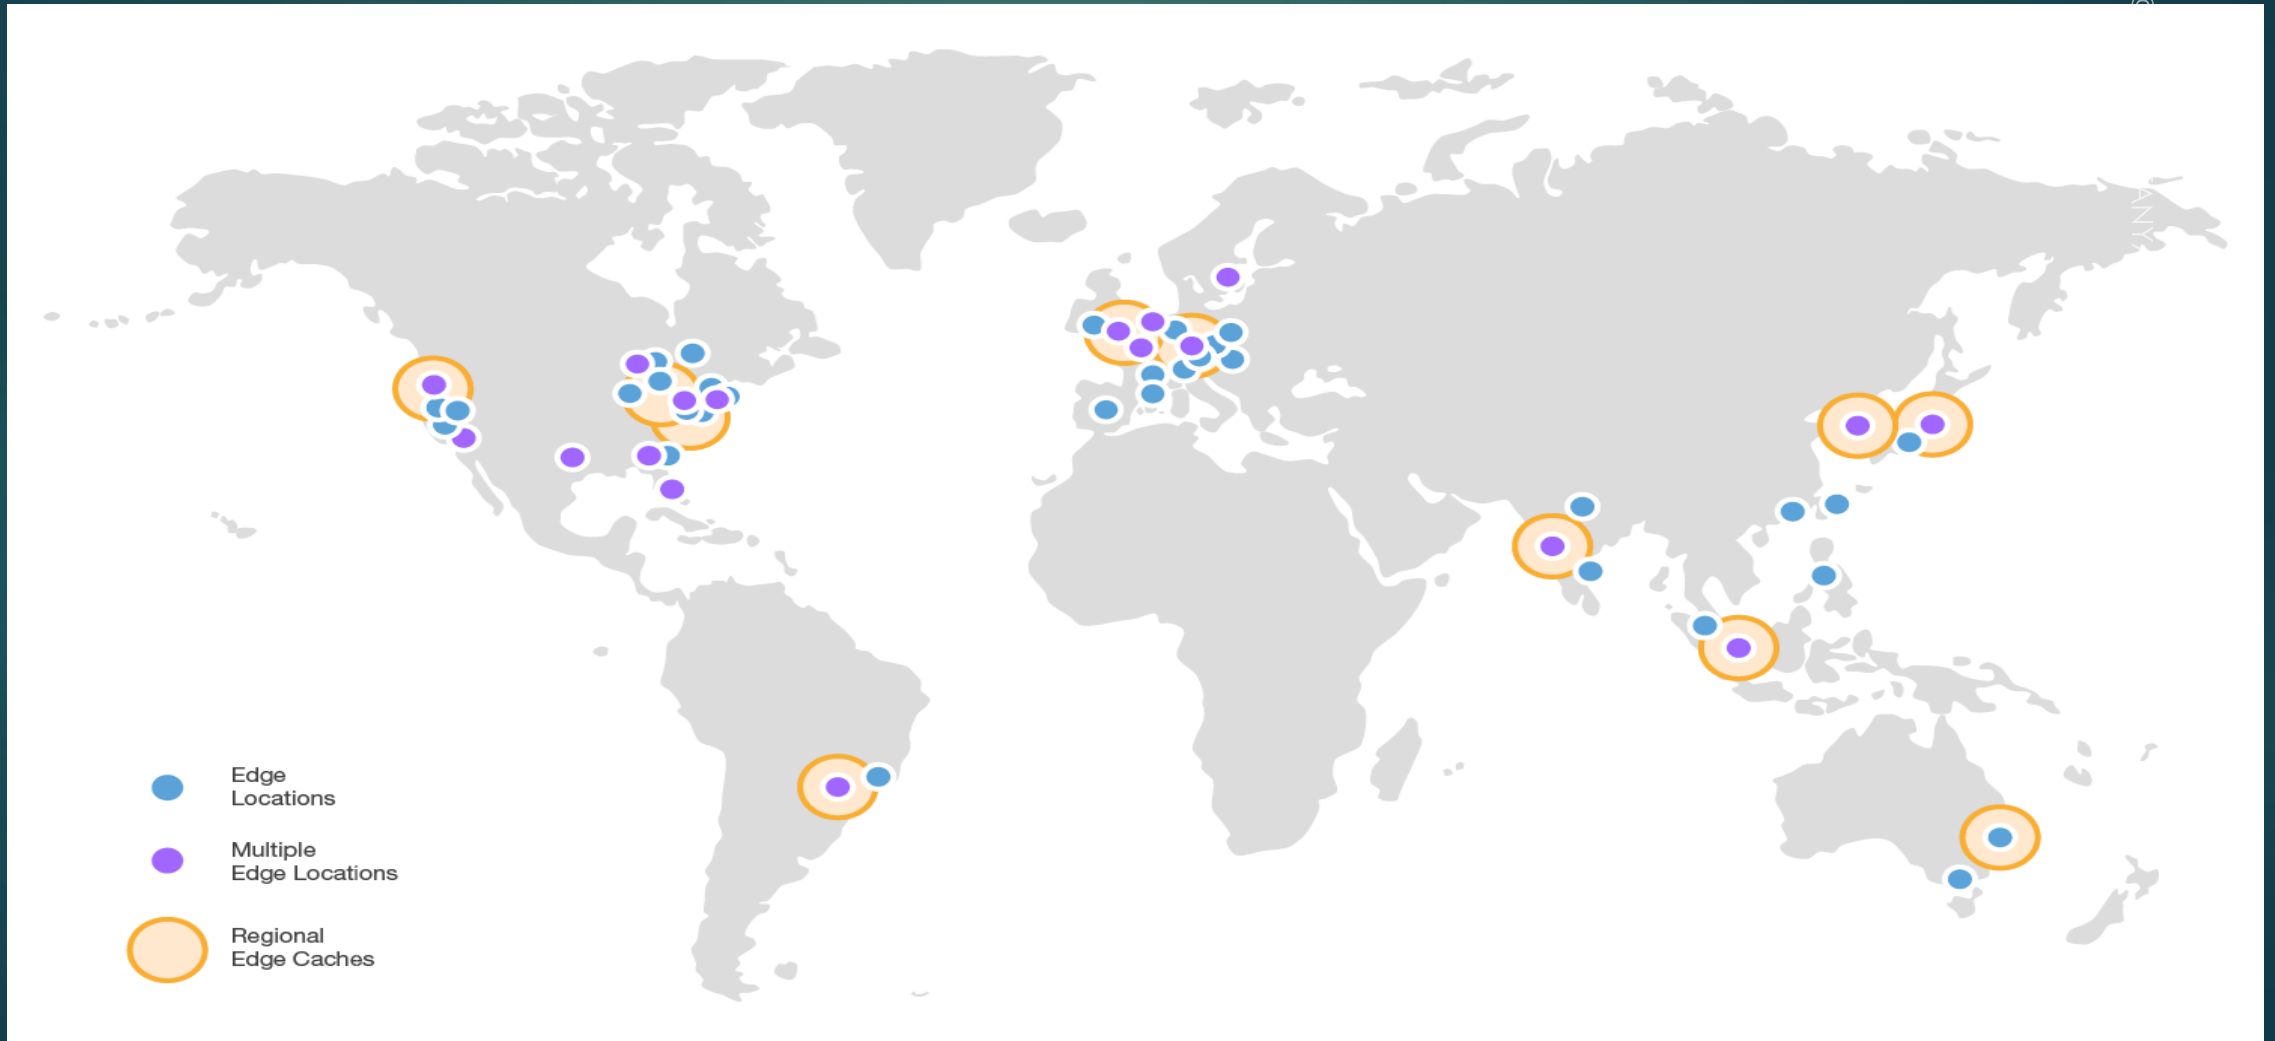 Edge
Locations
Multiple
Edge Locations
Regional
Edge Caches